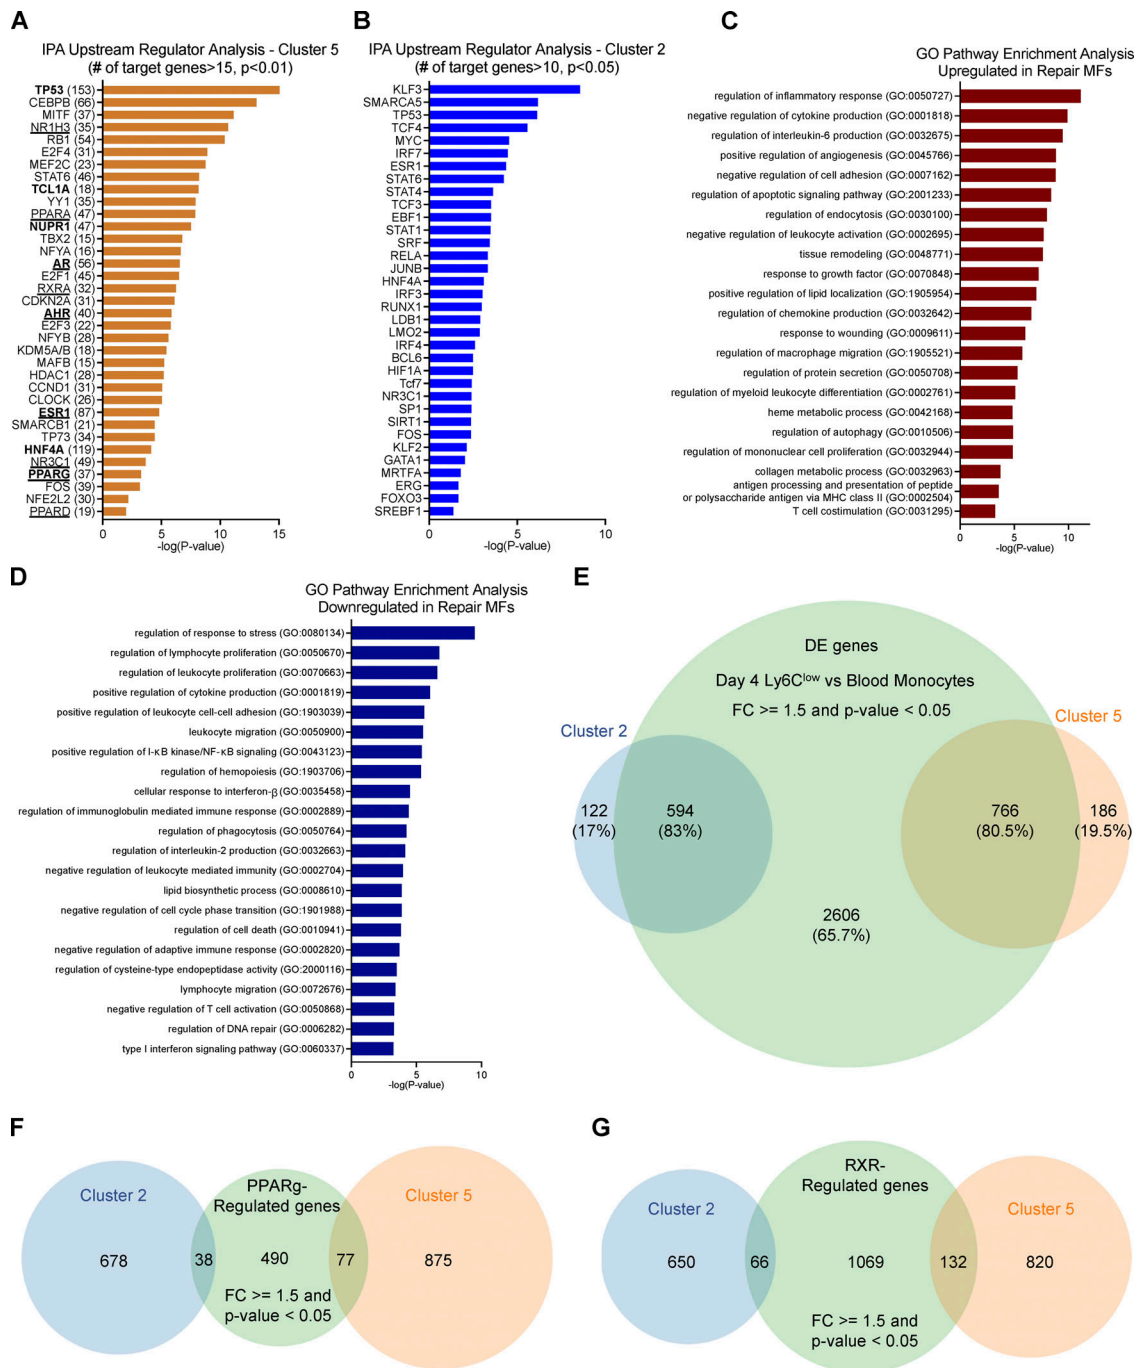 A
IPA Upstream Regulator Analysis - Cluster 5
(# of target genes>15, p<0.01)
TP53 (153)
CEBPB (66)
MITF (37)
NR1H3 (35)
RB1 (54)
E2F4 (31)
MEF2C (23)
STAT6 (46)
TCL1A (18)
YY1 (35)
PPARA (47)
NUPR1 (47)
TBX2 (15)
NFYA (16)
AR (56)
E2F1 (45)
RXRA (32)
CDKN2A (31)
AHR (40)
E2F3 (22)
NFYB (28)
KDM5A/B (18)
MAFB (15)
HDAC1 (28)
CCND1 (31)
CLOCK (26)
ESR1 (87)
SMARCB1 (21)
TP73 (34)
HNF4A (119)
NR3C1 (49)
PPARG (37)
FOS (39)
NFE2L2 (30)
PPARD (19)
0 5 10 15
-log(P-value)
B
IPA Upstream Regulator Analysis - Cluster 2
(# of target genes>10, p<0.05)
KLF3
SMARCA5
TP53
TCF4
MYC
IRF7
ESR1
STAT6
STAT4
TCF3
EBF1
STAT1
SRF
RELA
JUNB
HNF4A
IRF3
RUNX1
LDB1
LMO2
IRF4
BCL6
HIF1A
Tcf7
NR3C1
SP1
SIRT1
FOS
KLF2
GATA1
MRTFA
ERG
FOXO3
SREBF1
0 5 10
-log(P-value)
C
GO Pathway Enrichment Analysis
Upregulated in Repair MFs
regulation of inflammatory response (GO:0050727)
negative regulation of cytokine production (GO:0001818)
regulation of interleukin-6 production (GO:0032675)
positive regulation of angiogenesis (GO:0045766)
negative regulation of cell adhesion (GO:0007162)
regulation of apoptotic signaling pathway (GO:2001233)
regulation of endocytosis (GO:0030100)
negative regulation of leukocyte activation (GO:0002695)
tissue remodeling (GO:0048771)
response to growth factor (GO:0070848)
positive regulation of lipid localization (GO:1905954)
regulation of chemokine production (GO:0032642)
response to wounding (GO:0009611)
regulation of macrophage migration (GO:1905521)
regulation of protein secretion (GO:0050708)
regulation of myeloid leukocyte differentiation (GO:0002761)
heme metabolic process (GO:0042168)
regulation of autophagy (GO:0010506)
regulation of mononuclear cell proliferation (GO:0032944)
collagen metabolic process (GO:0032963)
antigen processing and presentation of peptide
or polysaccharide antigen via MHC class II (GO:0002504)
T cell costimulation (GO:0031295)
0 5 10
-log(P-value)
D
GO Pathway Enrichment Analysis
Downregulated in Repair MFs
regulation of response to stress (GO:0080134)
regulation of lymphocyte proliferation (GO:0050670)
regulation of leukocyte proliferation (GO:0070663)
positive regulation of cytokine production (GO:0001819)
positive regulation of leukocyte cell-cell adhesion (GO:1903039)
leukocyte migration (GO:0050900)
positive regulation of I-κB kinase/NF-κB signaling (GO:0043123)
regulation of hemopoiesis (GO:1903706)
cellular response to interferon-β (GO:0035458)
regulation of immunoglobulin mediated immune response (GO:0002889)
regulation of phagocytosis (GO:0050764)
regulation of interleukin-2 production (GO:0032663)
negative regulation of leukocyte mediated immunity (GO:0002704)
lipid biosynthetic process (GO:0008610)
negative regulation of cell cycle phase transition (GO:1901988)
regulation of cell death (GO:0010941)
negative regulation of adaptive immune response (GO:0002820)
regulation of cysteine-type endopeptidase activity (GO:2000116)
lymphocyte migration (GO:0072676)
negative regulation of T cell activation (GO:0050868)
regulation of DNA repair (GO:0006282)
type I interferon signaling pathway (GO:0060337)
0 5 10
-log(P-value)
E
DE genes
Day 4 Ly6Clow vs Blood Monocytes
FC >= 1.5 and p-value < 0.05
Cluster 2
Cluster 5
122
(17%)
594
(83%)
766
(80.5%)
186
(19.5%)
2606
(65.7%)
F
Cluster 2
PPARg-
Regulated genes
Cluster 5
678
38
490
77
875
FC >= 1.5 and
p-value < 0.05
G
Cluster 2
RXR-
Regulated genes
Cluster 5
650
66
1069
132
820
FC >= 1.5 and
p-value < 0.05